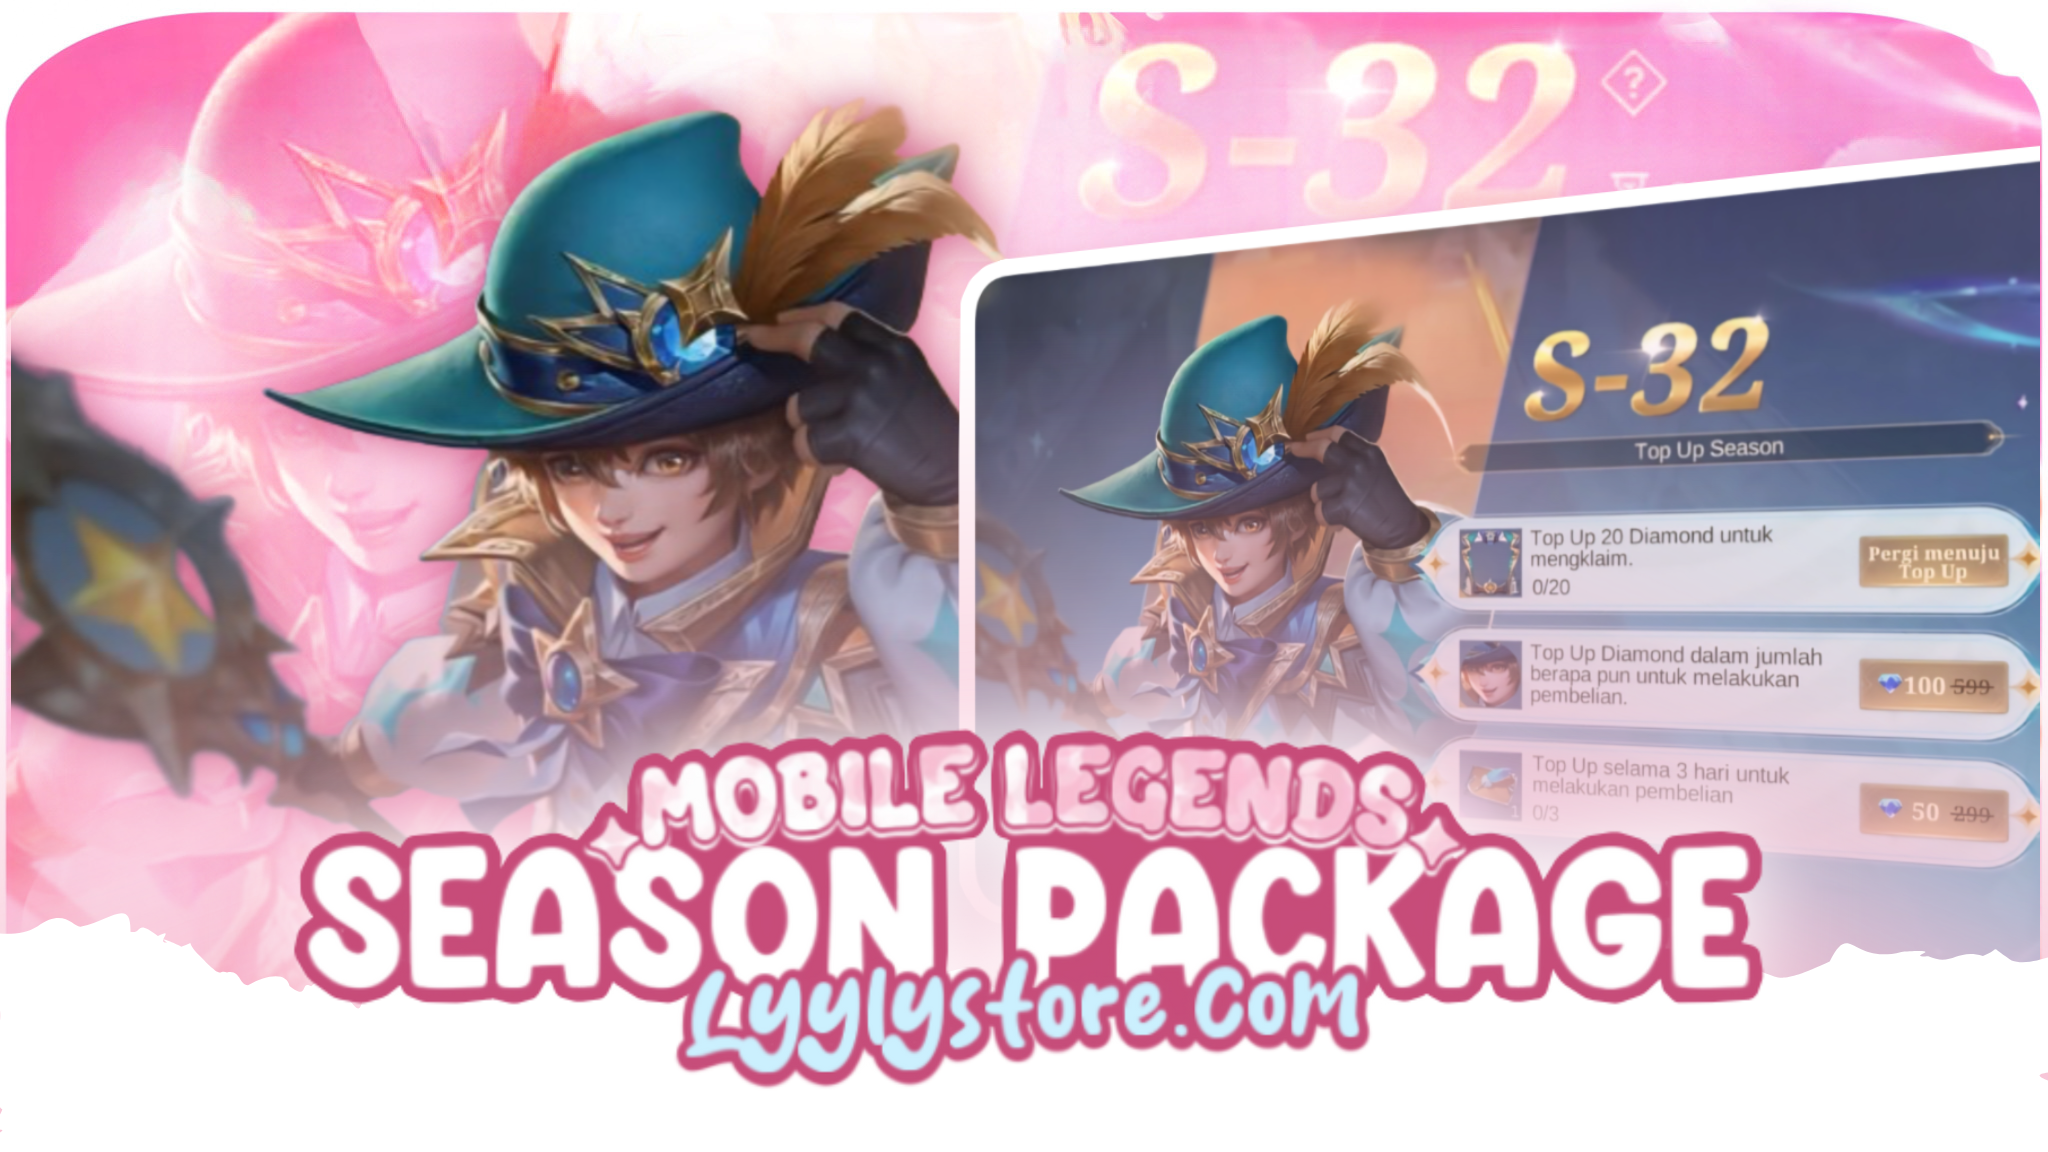 S-32
?
S-32
Top Up Season
Top Up 20 Diamond untuk
mengklaim.
0/20
Pergi menuju
Top Up
Top Up Diamond dalam jumlah
berapa pun untuk melakukan
pembelian.
100 599
Top Up selama 3 hari untuk
melakukan pembelian
0/3
1
50 299
MOBILE LEGENDS
SEASON PACKAGE
Lyylystore.Com